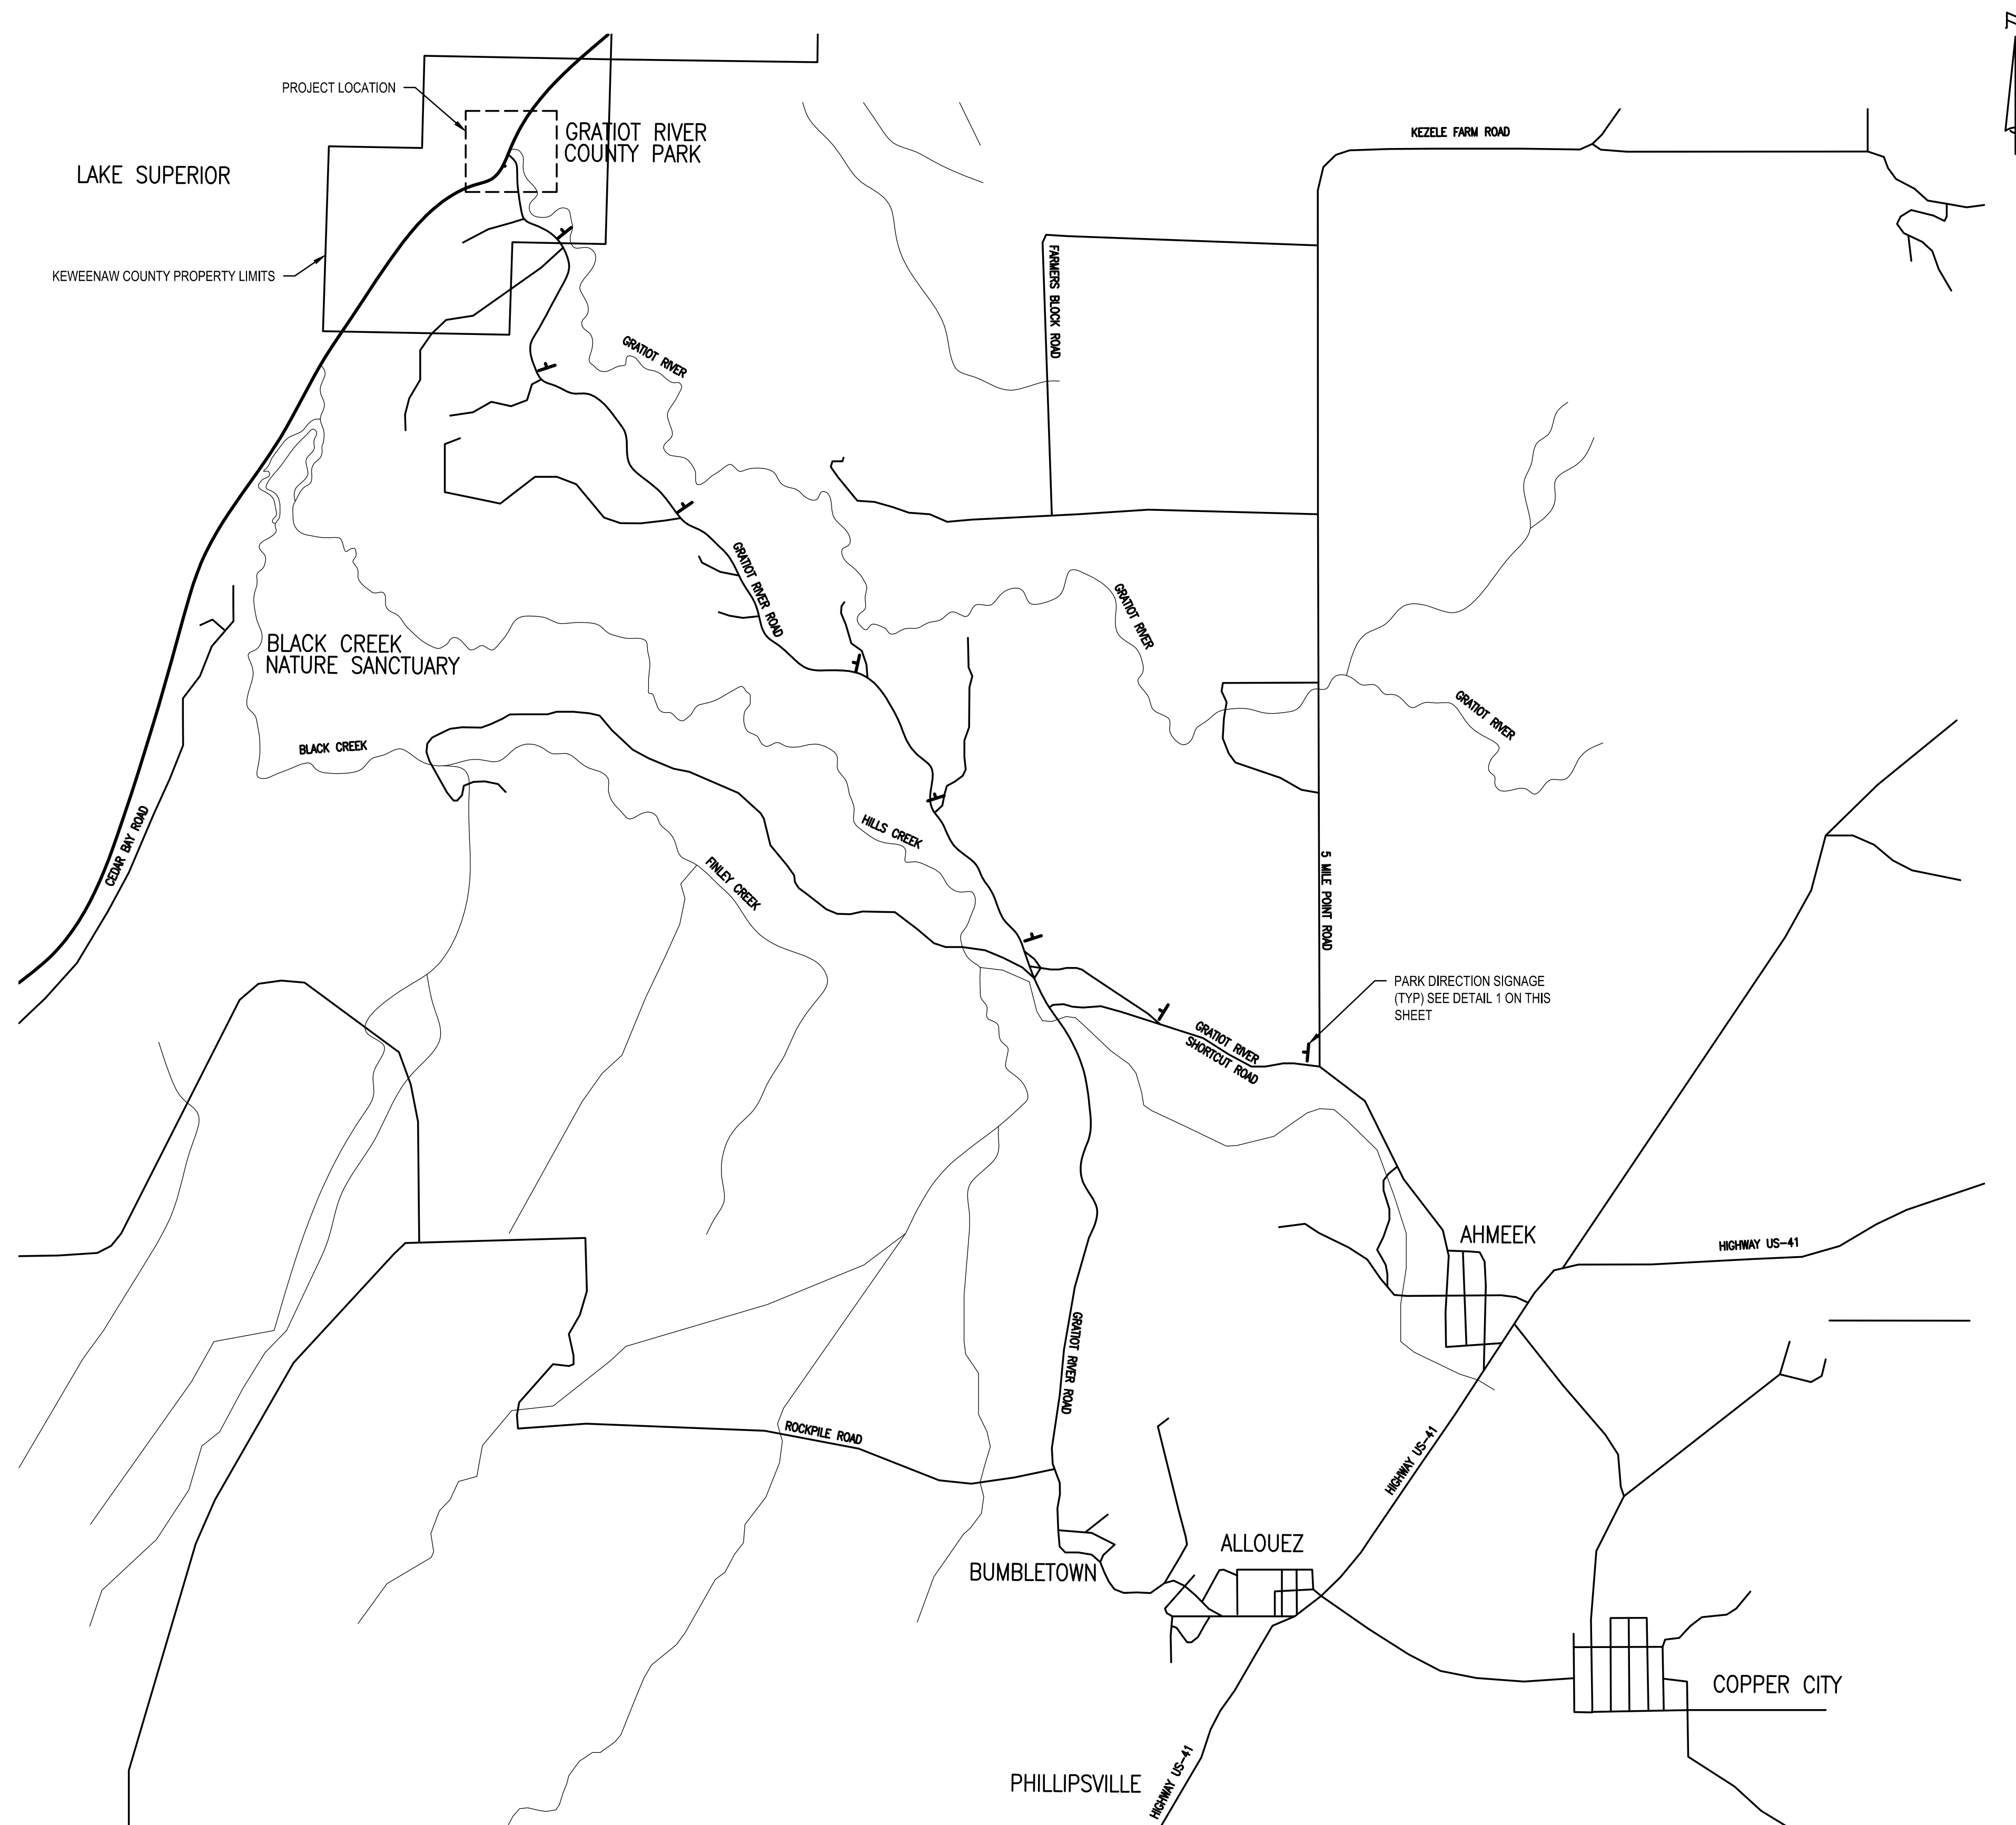 PROJECT LOCATION
GRATIOT RIVER
COUNTY PARK
KEZELE FARM ROAD
LAKE SUPERIOR
KEWEENAW COUNTY PROPERTY LIMITS
FARMERS BLOCK ROAD
GRATIOT RIVER
GRATIOT RIVER ROAD
GRATIOT RIVER
BLACK CREEK
NATURE SANCTUARY
GRATIOT RIVER
BLACK CREEK
CEDAR BAY ROAD
HILLS CREEK
FINLEY CREEK
5 MILE POINT ROAD
PARK DIRECTION SIGNAGE
(TYP) SEE DETAIL 1 ON THIS
SHEET
GRATIOT RIVER
SHORTCUT ROAD
AHMEEK
HIGHWAY US-41
GRATIOT RIVER ROAD
ROCKPILE ROAD
HIGHWAY US-41
ALLOUEZ
BUMBLETOWN
COPPER CITY
PHILLIPSVILLE
HIGHWAY US-41